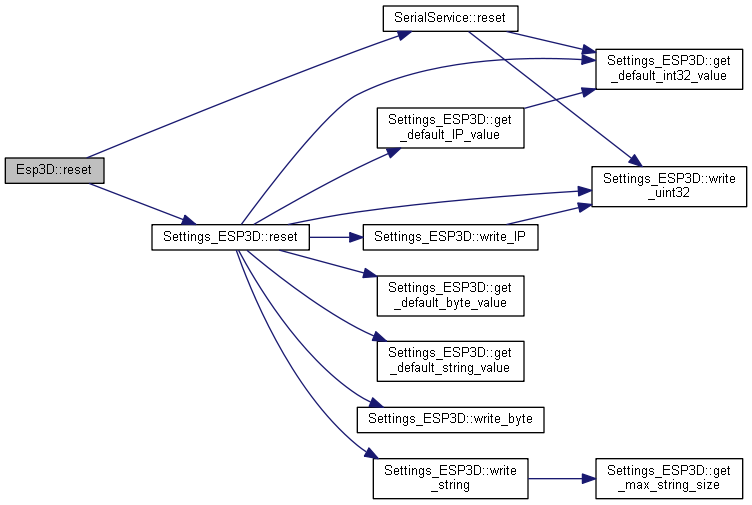 SerialService::reset
Settings_ESP3D::get
_default_int32_value
Settings_ESP3D::get
_default_IP_value
Esp3D::reset
Settings_ESP3D::write
_uint32
Settings_ESP3D::reset
Settings_ESP3D::write_IP
Settings_ESP3D::get
_default_byte_value
Settings_ESP3D::get
_default_string_value
Settings_ESP3D::write_byte
Settings_ESP3D::write
_string
Settings_ESP3D::get
_max_string_size